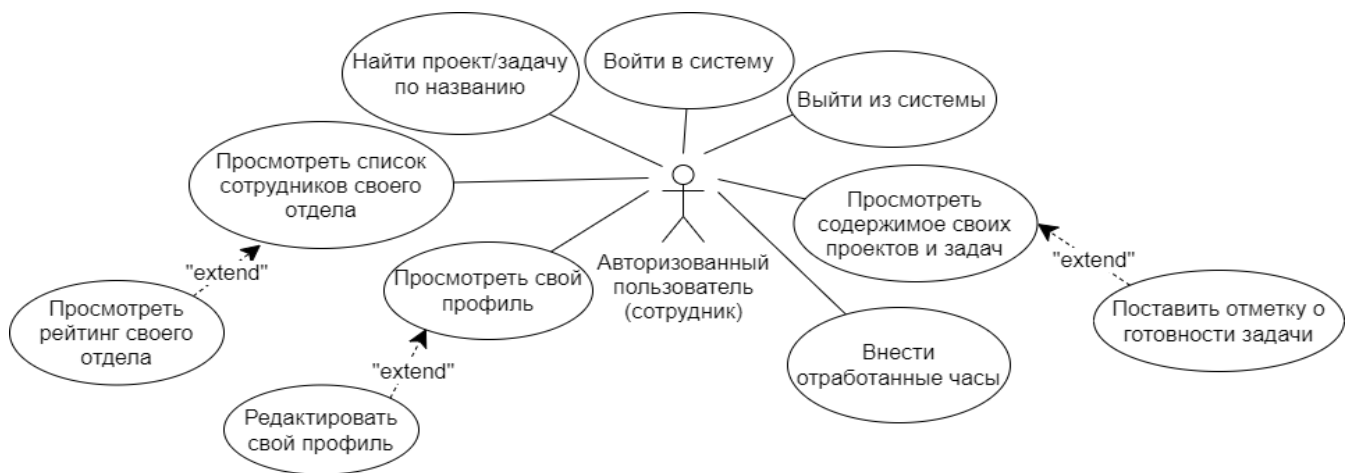 Найти проект/задачу
по названию
Войти в систему
Выйти из системы
Просмотреть список
сотрудников своего
отдела
Просмотреть
содержимое своих
проектов и задач
"extend"
"extend"
Просмотреть свой
профиль
Авторизованный
пользователь
(сотрудник)
Просмотреть
рейтинг своего
отдела
Поставить отметку о
готовности задачи
Внести
отработанные часы
"extend"
Редактировать
свой профиль